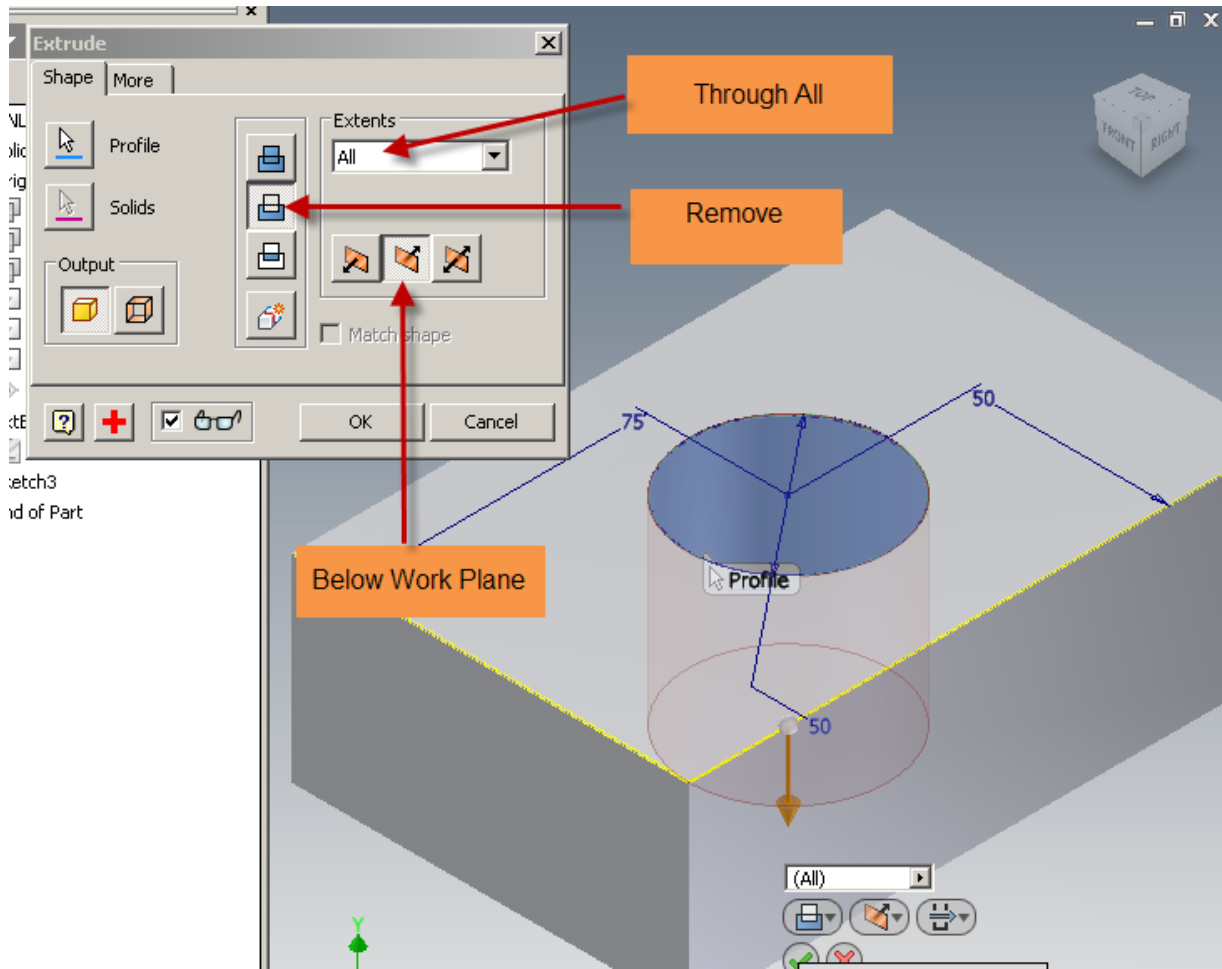 Extrude
Shape More
Through All
Profile
Extents
All
Solids
Remove
Output
Match shape
OK
Cancel
etch3
nd of Part
Below Work Plane
TOP
FRONT
RIGHT
75
50
Profile
50
(All)
Y